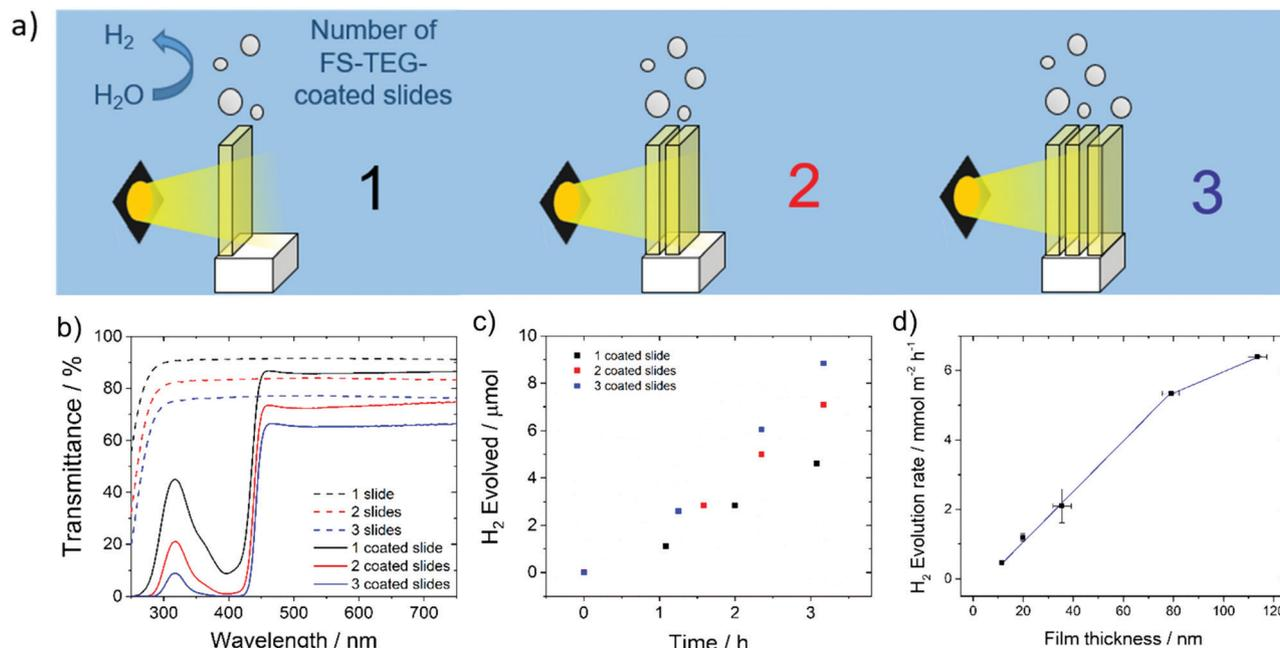 a)
H₂
H₂O
Number of
FS-TEG-
coated slides
1
2
3
b)
100
80
60
40
20
0
Transmittance / %
1 slide
2 slides
3 slides
1 coated slide
2 coated slides
3 coated slides
300
400
500
600
700
Wavelength / nm
c)
10
8
6
4
2
0
H₂ Evolved / μmol
1 coated slide
2 coated slides
3 coated slides
0
1
2
3
Time / h
d)
6
4
2
0
H₂ Evolution rate / mmol m⁻² h⁻¹
0
20
40
60
80
100
120
Film thickness / nm